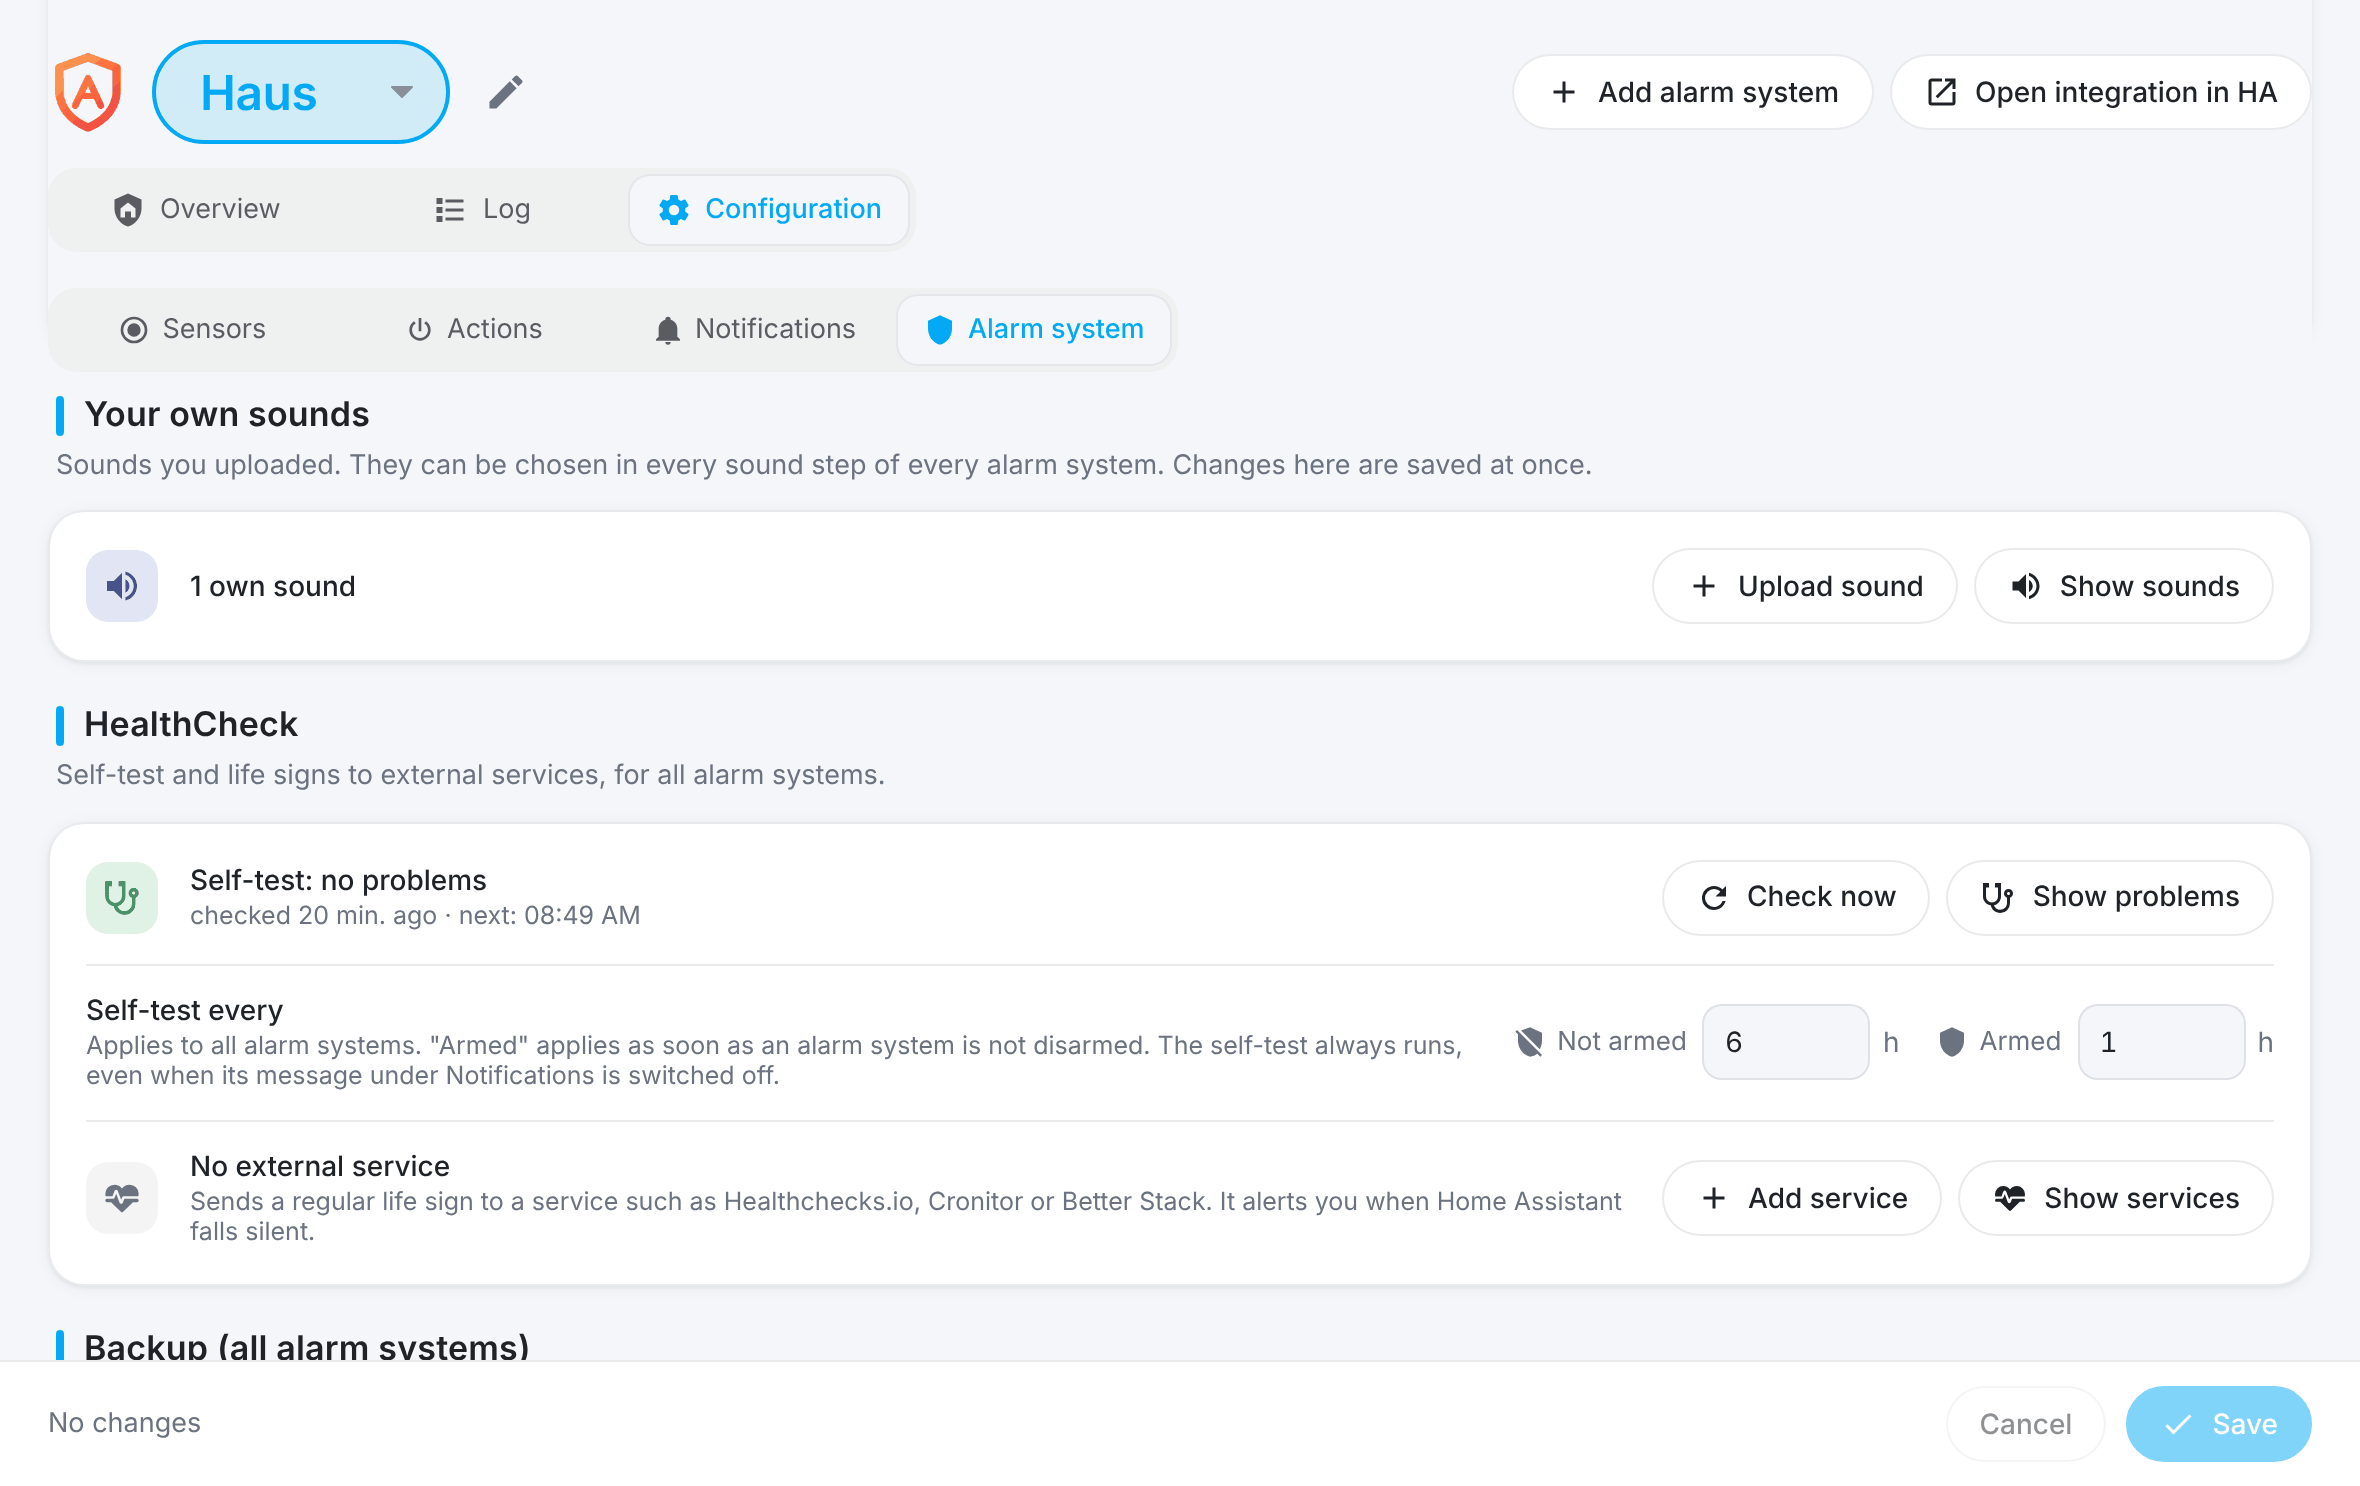 Haus
Add alarm system
Open integration in HA
Overview
Log
Configuration
Sensors
Actions
Notifications
Alarm system
Your own sounds
Sounds you uploaded. They can be chosen in every sound step of every alarm system. Changes here are saved at once.
1 own sound
Upload sound
Show sounds
HealthCheck
Self-test and life signs to external services, for all alarm systems.
Self-test: no problems
checked 20 min. ago · next: 08:49 AM
Check now
Show problems
Self-test every
Applies to all alarm systems. "Armed" applies as soon as an alarm system is not disarmed. The self-test always runs,
even when its message under Notifications is switched off.
Not armed
6
h
Armed
1
h
No external service
Sends a regular life sign to a service such as Healthchecks.io, Cronitor or Better Stack. It alerts you when Home Assistant
falls silent.
Add service
Show services
Backup (all alarm systems)
No changes
Cancel
Save